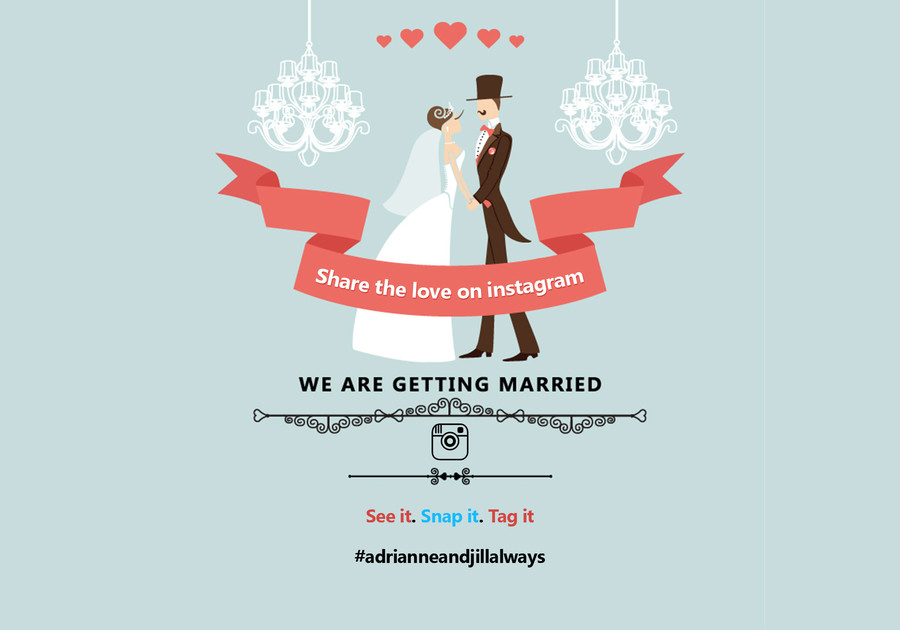 Share the love on instagram
WE ARE GETTING MARRIED
See it. Snap it. Tag it
#adrianneandjillalways